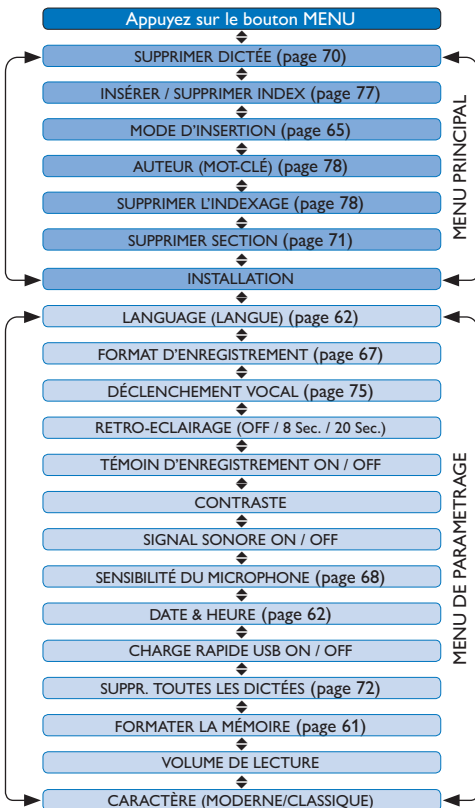 Appuyez sur le bouton MENU
SUPPRIMER DICTÉE (page 70)
INSÉRER / SUPPRIMER INDEX (page 77)
MODE D'INSERTION (page 65)
AUTEUR (MOT-CLÉ) (page 78)
SUPPRIMER L'INDEXAGE (page 78)
SUPPRIMER SECTION (page 71)
INSTALLATION
MENU PRINCIPAL
LANGUAGE (LANGUE) (page 62)
FORMAT D'ENREGISTREMENT (page 67)
DÉCLENCHEMENT VOCAL (page 75)
RETRO-ECLAIRAGE (OFF / 8 Sec. / 20 Sec.)
TÉMOIN D'ENREGISTREMENT ON / OFF
CONTRASTE
SIGNAL SONORE ON / OFF
SENSIBILITÉ DU MICROPHONE (page 68)
DATE & HEURE (page 62)
CHARGE RAPIDE USB ON / OFF
SUPPR. TOUTES LES DICTÉES (page 72)
FORMATER LA MÉMOIRE (page 61)
VOLUME DE LECTURE
CARACTÈRE (MODERNE/CLASSIQUE)
MENU DE PARAMETRAGE